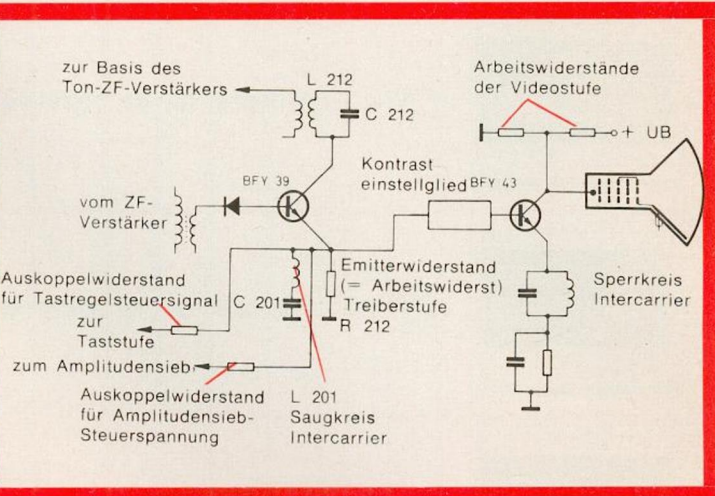 zur Basis des
Ton-ZF-Verstärkers
L 212
C 212
Arbeitswiderstände
der Videostufe
+ UB
BFY 39
Kontrast
einstellglied
BFY 43
vom ZF-
Verstärker
Auskoppelwiderstand
für Tastregelsteuersignal
zur
Taststufe
C 201
Emitterwiderstand
(= Arbeitswiderst)
Treiberstufe
R 212
Sperrkreis
Intercarrier
zum Amplitudensieb
Auskoppelwiderstand
für Amplitudensieb-
Steuerspannung
L 201
Saugkreis
Intercarrier